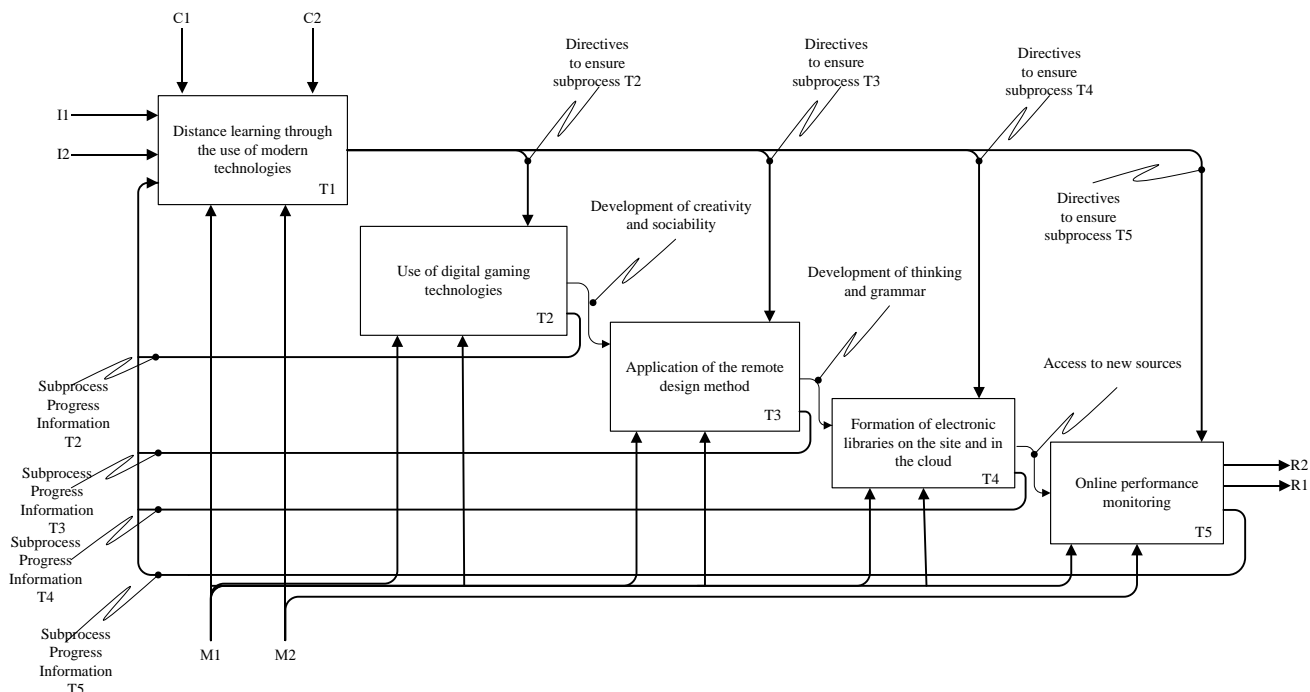 C1
C2
Directives
to ensure
subprocess T2
Directives
to ensure
subprocess T3
Directives
to ensure
subprocess T4
I1
I2
Distance learning through
the use of modern
technologies
T1
Directives
to ensure
subprocess T5
Development of creativity
and sociability
Use of digital gaming
technologies
T2
Development of thinking
and grammar
Application of the remote
design method
T3
Access to new sources
Formation of electronic
libraries on the site and in
the cloud
T4
Online performance
monitoring
T5
R2
R1
Subprocess
Progress
Information
T2
Subprocess
Progress
Information
T3
Subprocess
Progress
Information
T4
Subprocess
Progress
Information
T5
M1
M2